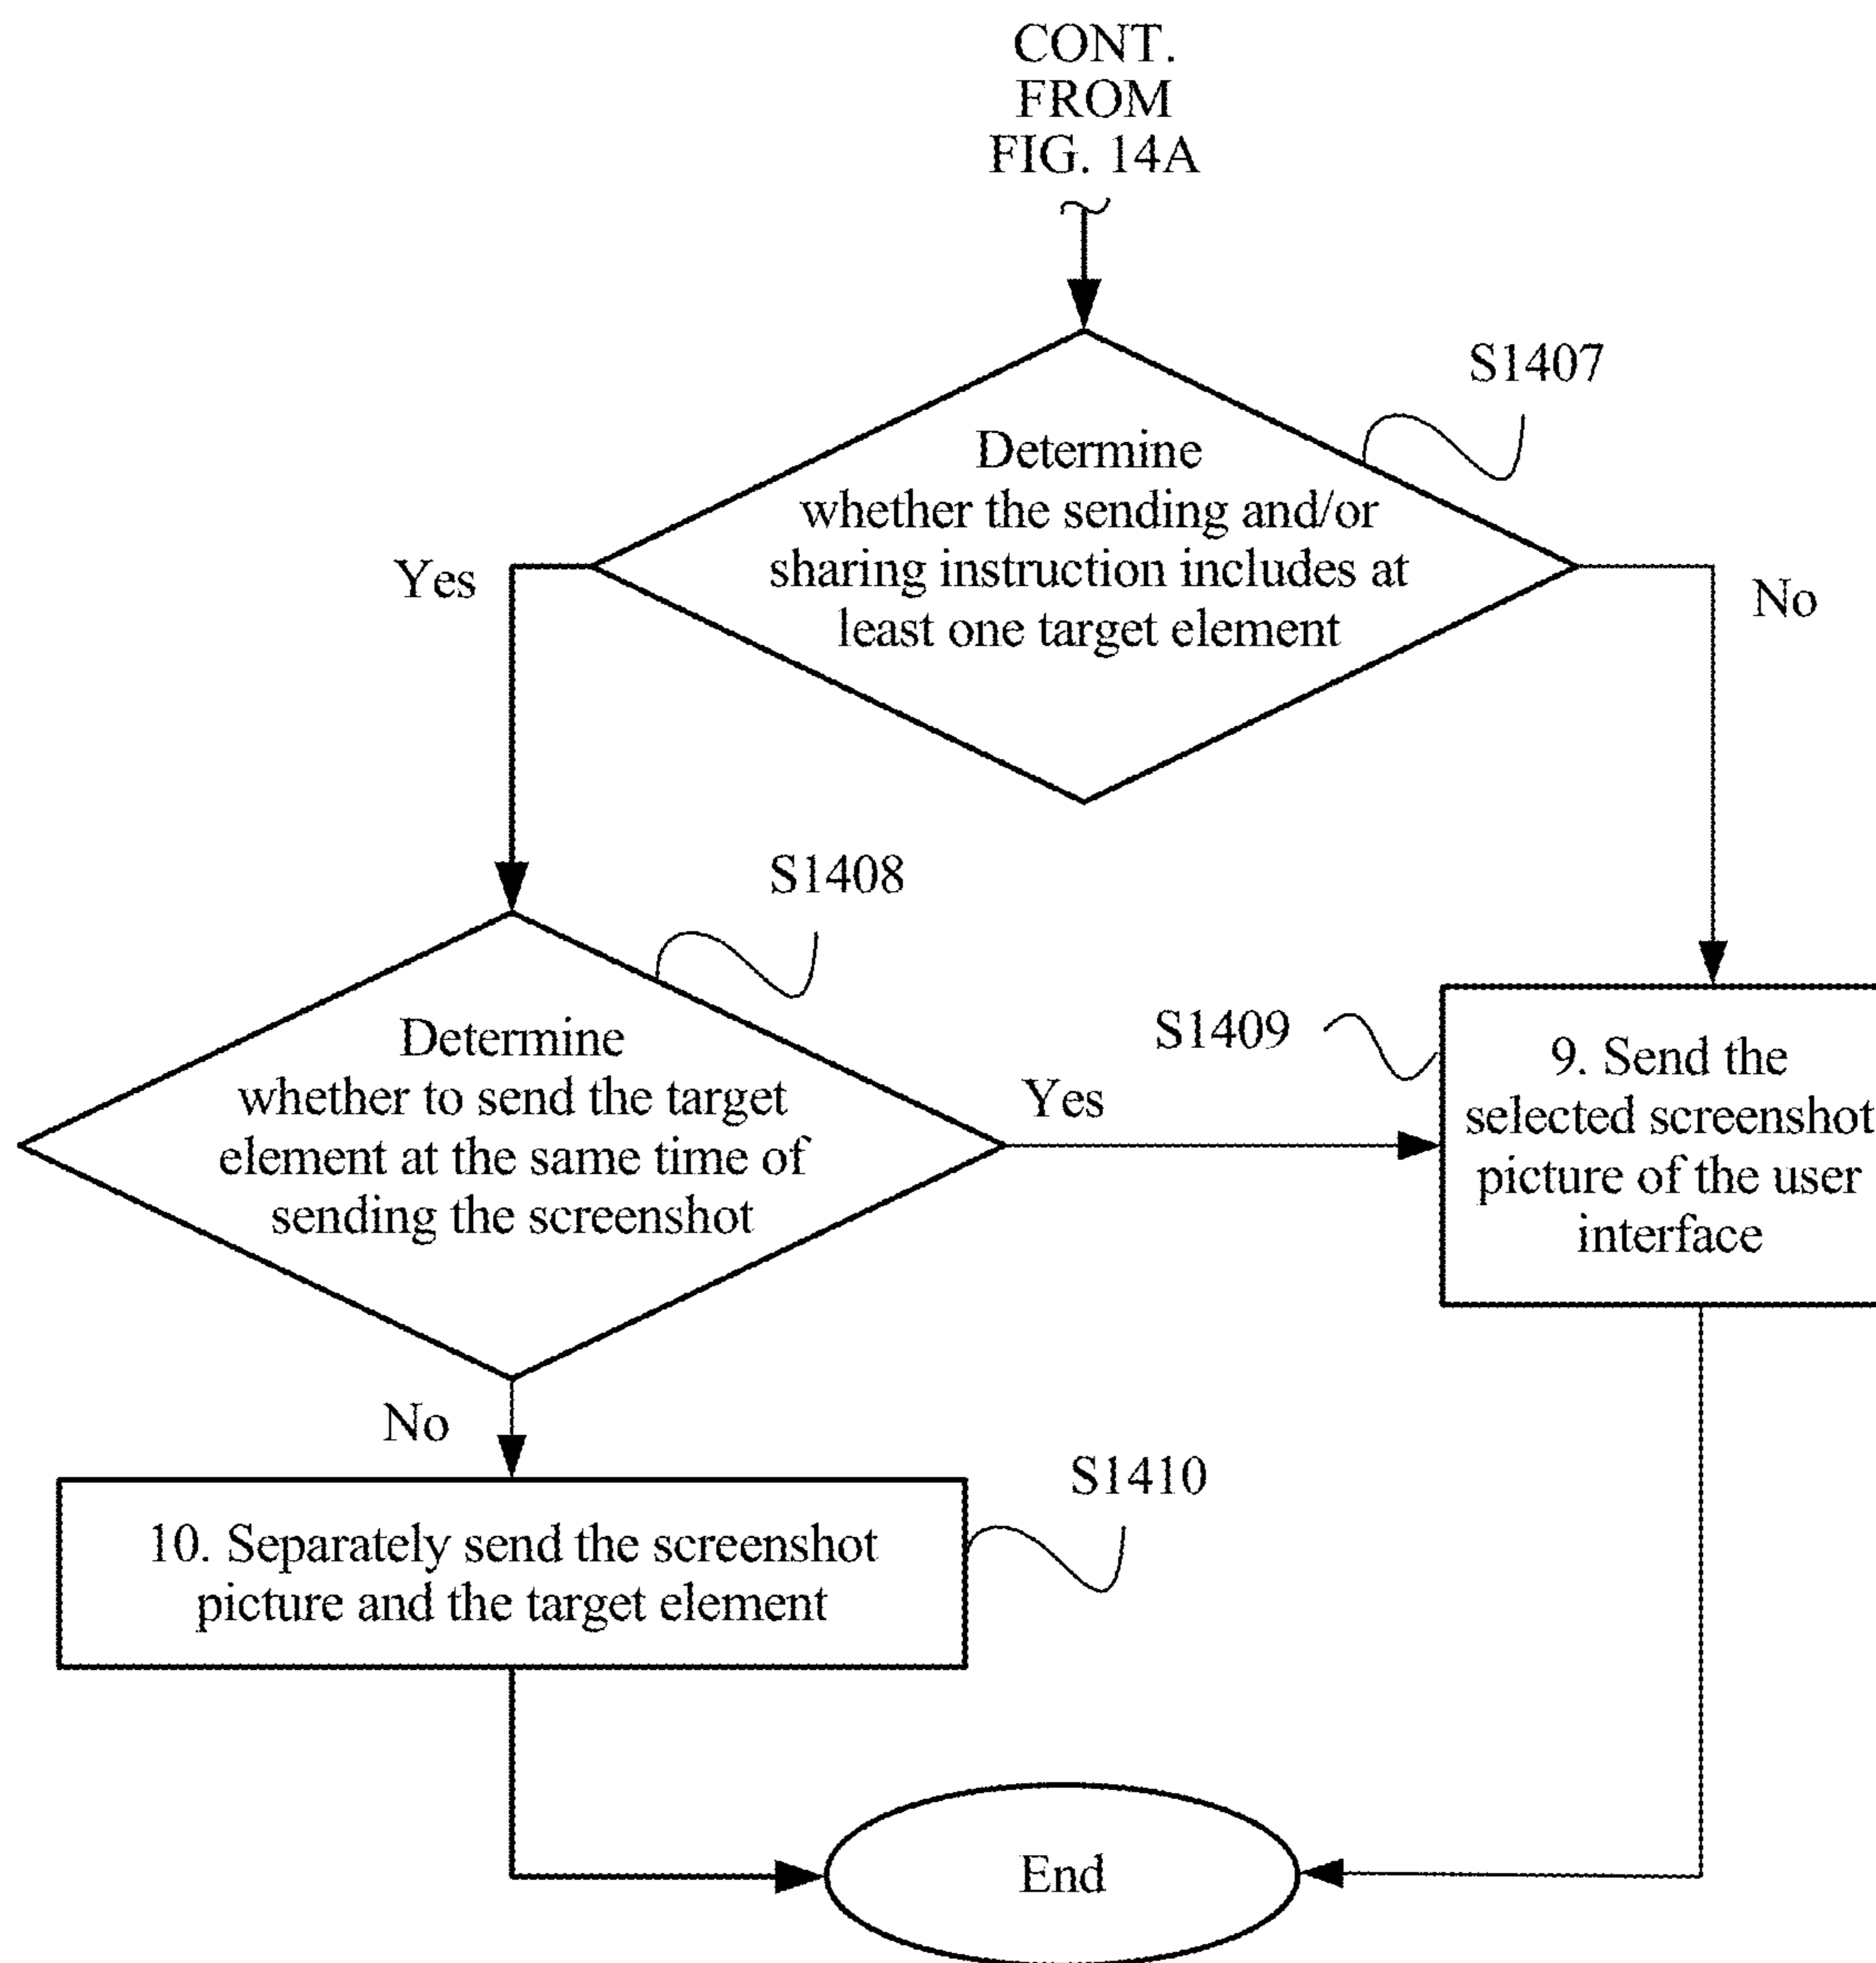 CONT.
FROM
FIG. 14A
S1407
Determine
whether the sending and/or
sharing instruction includes at
least one target element
Yes
No
S1408
Determine
whether to send the target
element at the same time of
sending the screenshot
Yes
S1409
9. Send the
selected screenshot
picture of the user
interface
No
S1410
10. Separately send the screenshot
picture and the target element
End